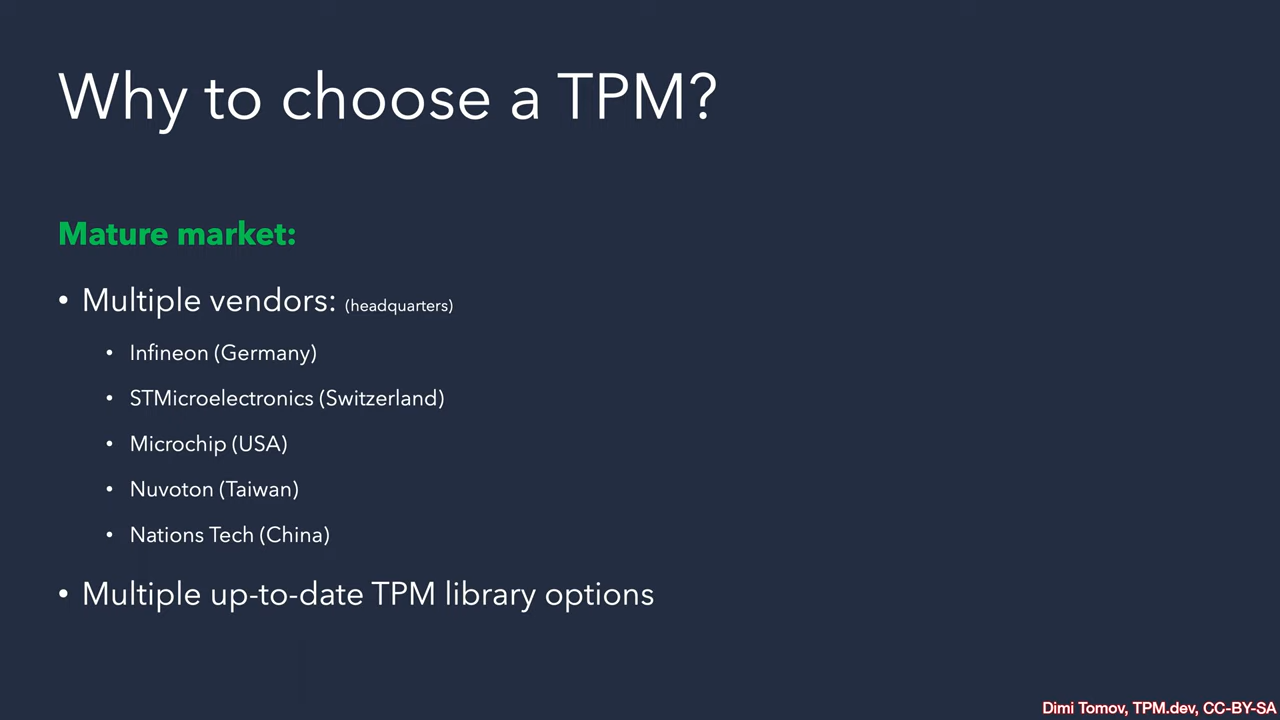 Why to choose a TPM?
Mature market:
• Multiple vendors: (headquarters)
• Infineon (Germany)
• STMicroelectronics (Switzerland)
• Microchip (USA)
• Nuvoton (Taiwan)
• Nations Tech (China)
• Multiple up-to-date TPM library options
Dimi Tomov, TPM.dev, CC-BY-SA